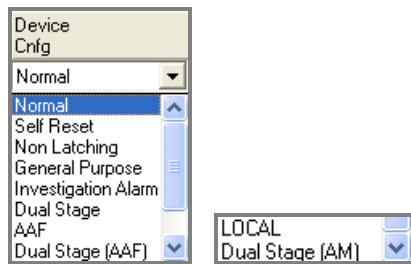 Device
Cnfg
Normal
Normal
Self Reset
Non Latching
General Purpose
Investigation Alarm
Dual Stage
AAF
Dual Stage (AAF)
LOCAL
Dual Stage (AM)